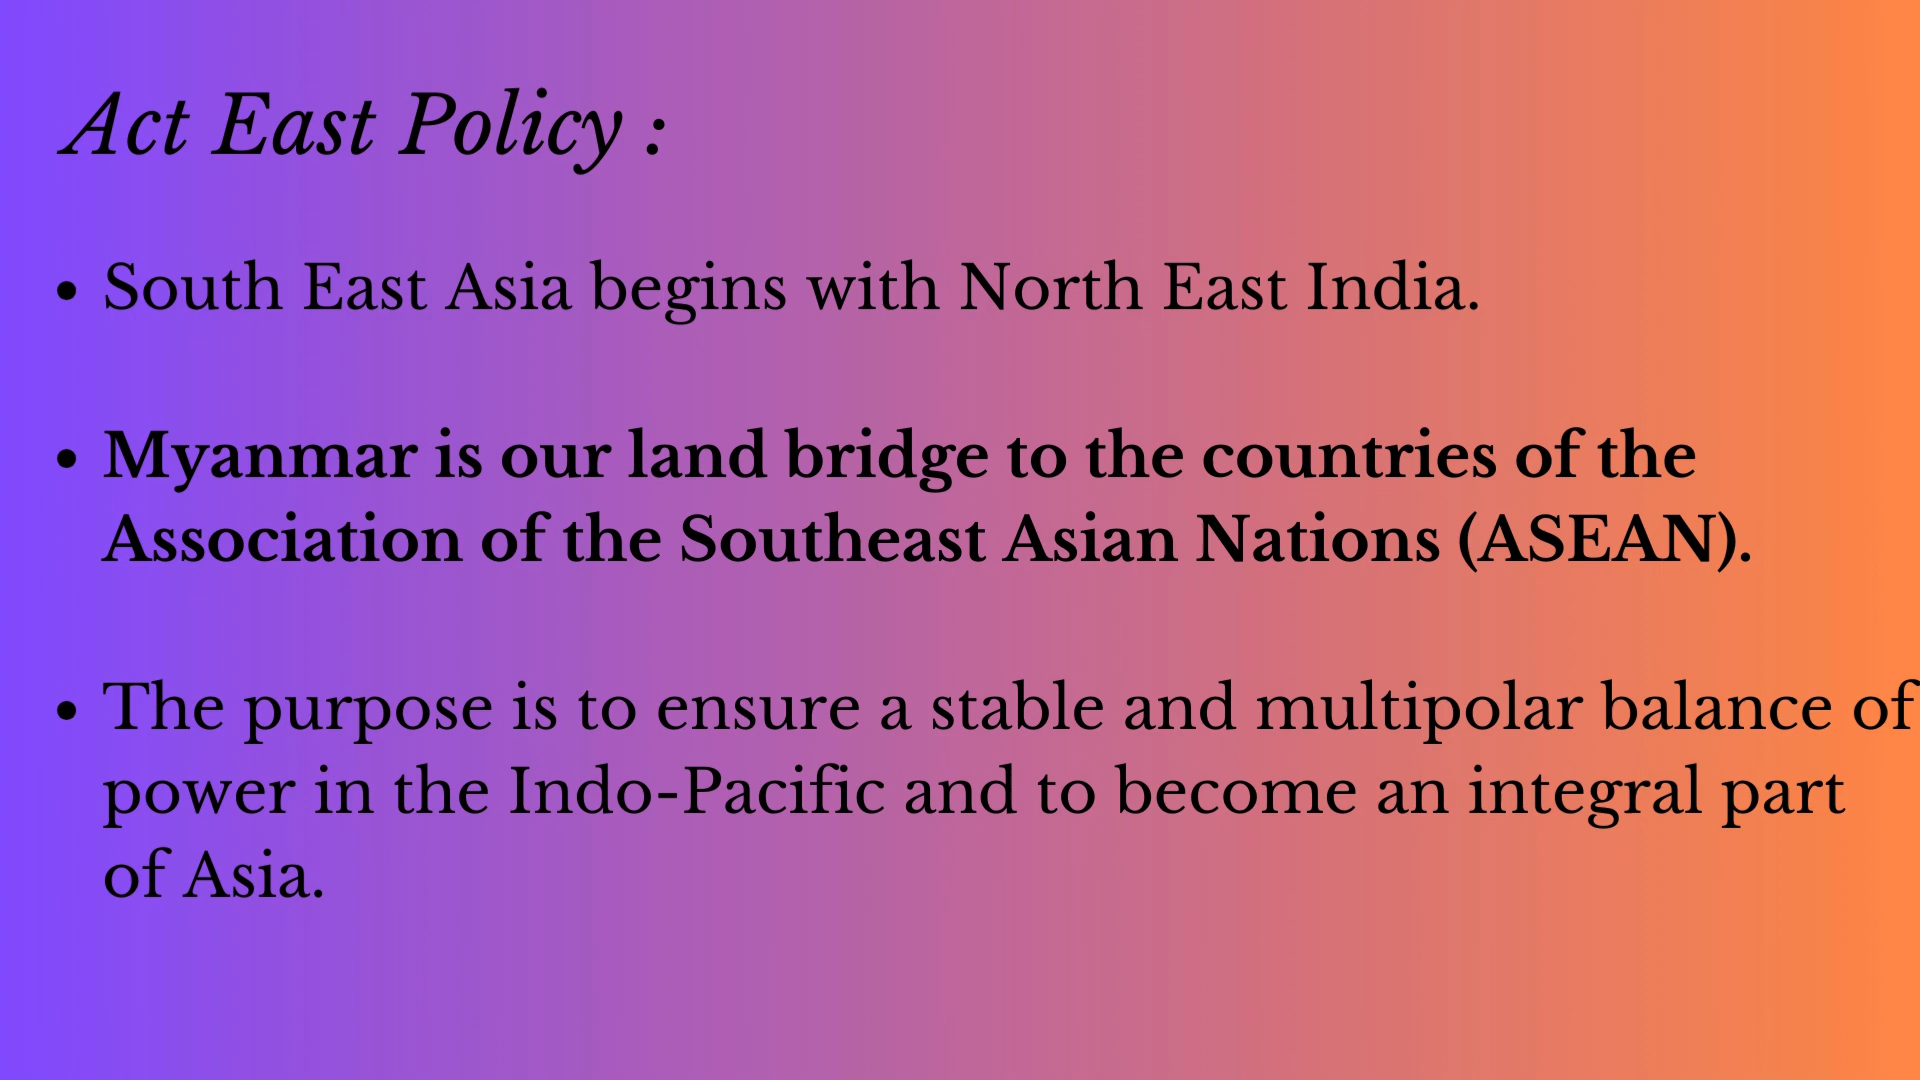 Act East Policy :
• South East Asia begins with North East India.
• Myanmar is our land bridge to the countries of the
Association of the Southeast Asian Nations (ASEAN).
• The purpose is to ensure a stable and multipolar balance of
power in the Indo-Pacific and to become an integral part
of Asia.